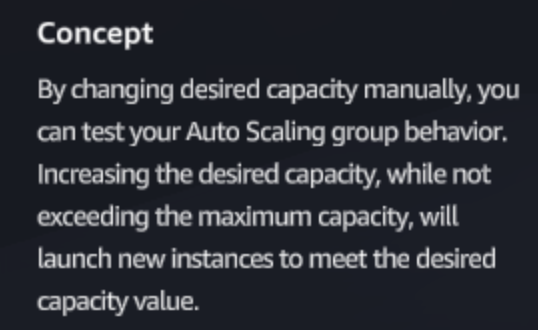 Concept
By changing desired capacity manually, you
can test your Auto Scaling group behavior.
Increasing the desired capacity, while not
exceeding the maximum capacity, will
launch new instances to meet the desired
capacity value.